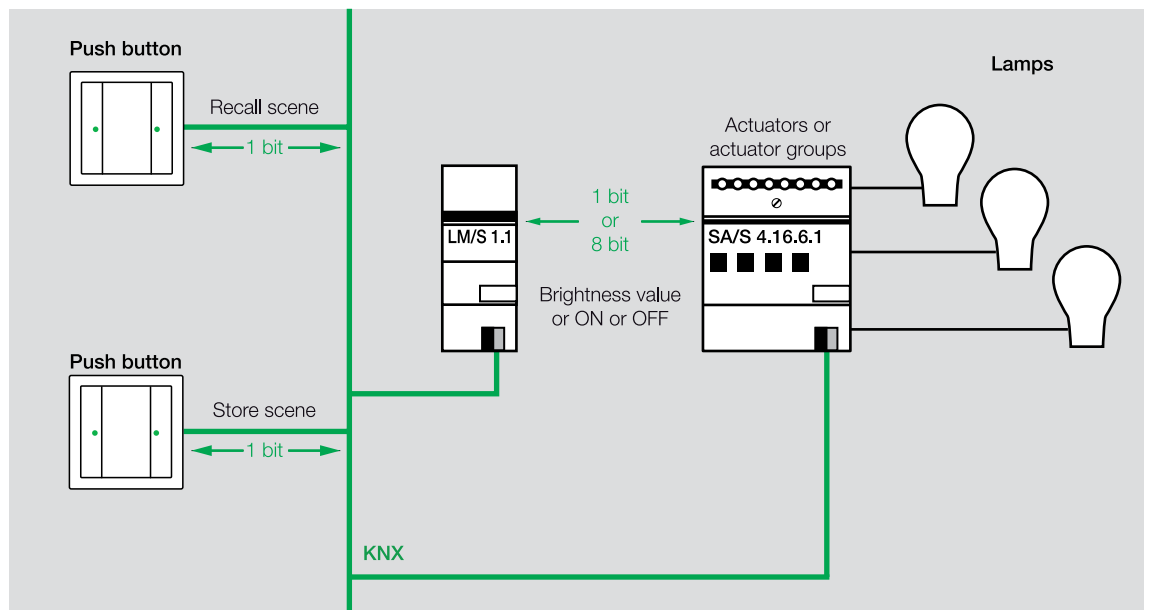 Push button
Recall scene
1 bit
Lamps
Actuators or
actuator groups
LM/S 1.1
1 bit
or
8 bit
SA/S 4.16.6.1
Brightness value
or ON or OFF
Push button
Store scene
1 bit
KNX